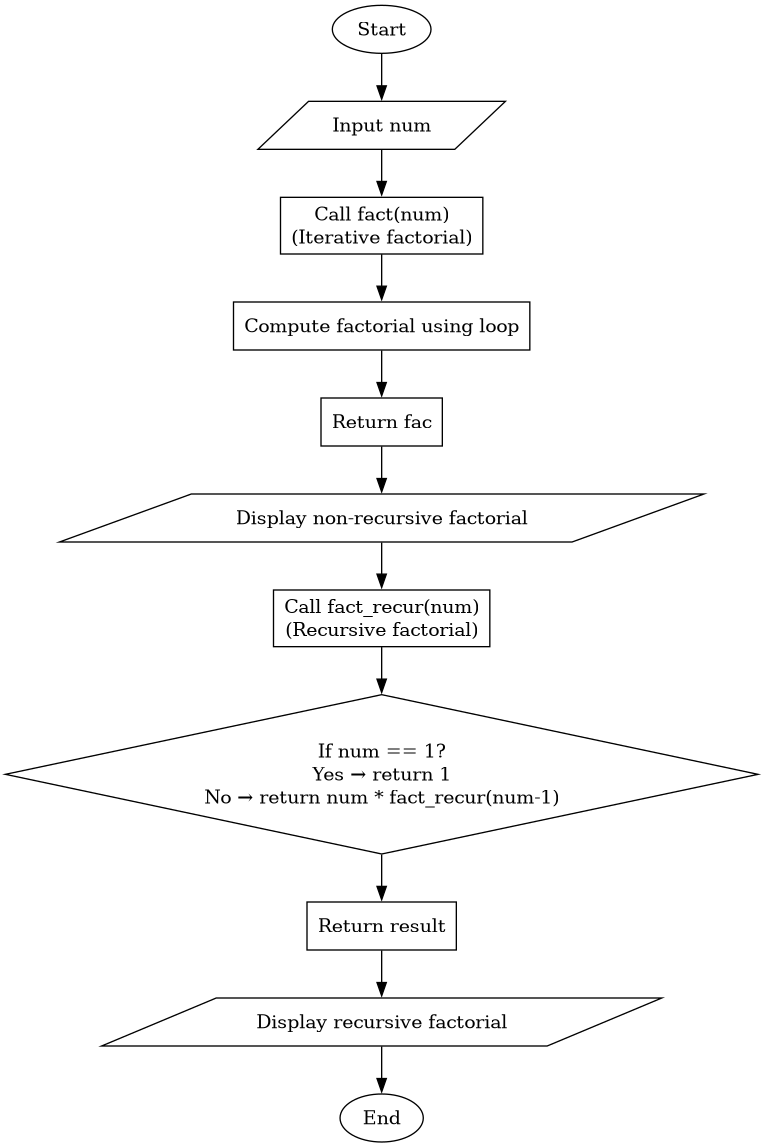 Start
Input num
Call fact(num)
(Iterative factorial)
Compute factorial using loop
Return fac
Display non-recursive factorial
Call fact_recur(num)
(Recursive factorial)
If num == 1?
Yes → return 1
No → return num * fact_recur(num-1)
Return result
Display recursive factorial
End